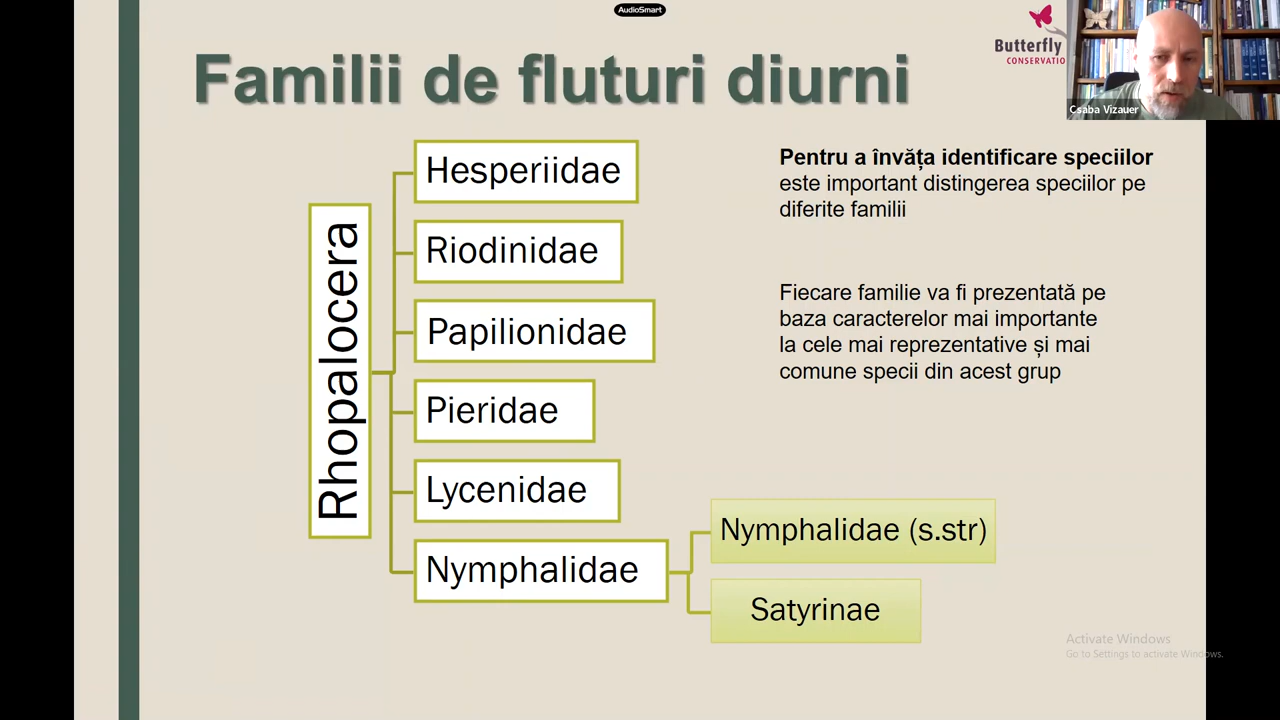 AudioSmart
Butterfly
CONSERVATIO
Csaba Vizauer
Familii de fluturi diurni
Rhopalocera
Hesperiidae
Riodinidae
Papilionidae
Pieridae
Lycenidae
Nymphalidae
Nymphalidae (s.str)
Satyrinae
Pentru a învăța identificare speciilor
este important distingerea speciilor pe
diferite familii
Fiecare familie va fi prezentată pe
baza caracterelor mai importante
la cele mai reprezentative și mai
comune specii din acest grup
Activate Windows
Go to Settings to activate Windows.